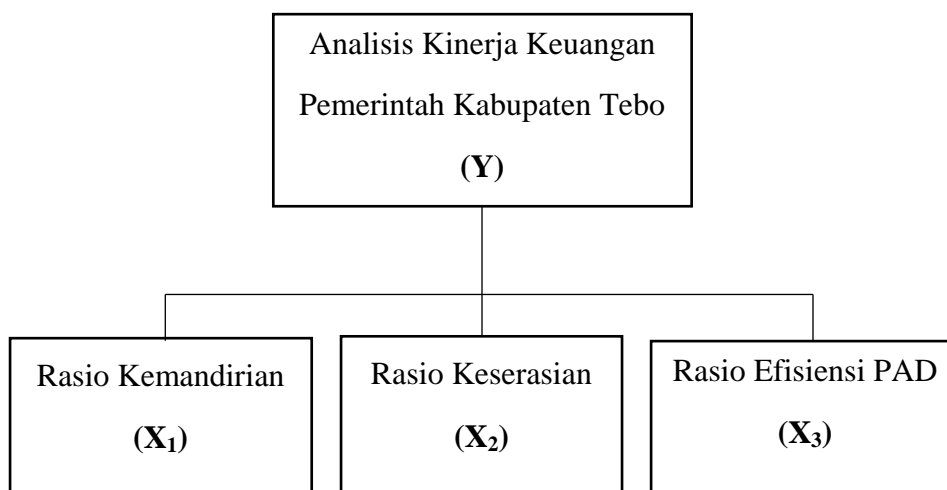 Analisis Kinerja Keuangan
Pemerintah Kabupaten Tebo
(Y)
Rasio Kemandirian
(X₁)
Rasio Keserasian
(X₂)
Rasio Efisiensi PAD
(X₃)